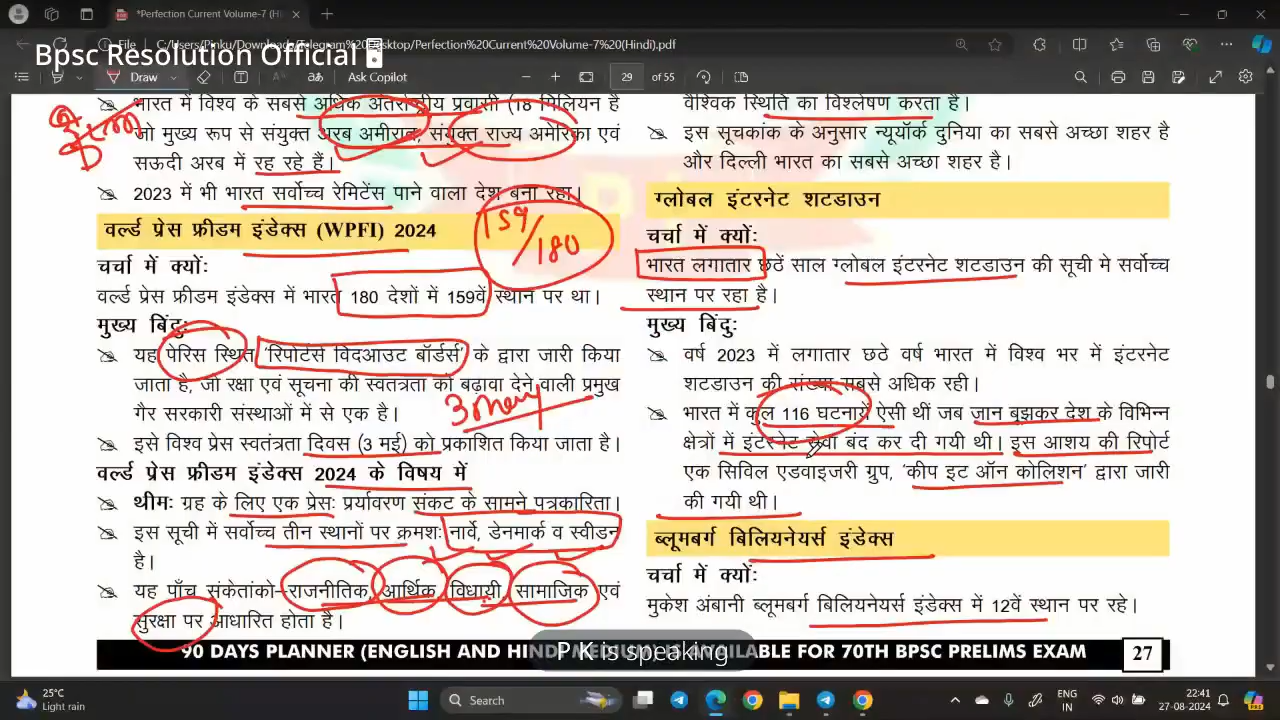 *Perfection Current Volume-7 (H
File
C:/Users/Pinku/Downloads/Telegram%20Desktop/Perfection%20Current%20Volume-7%20(Hindi).pdf
Bpsc Resolution Official
Draw
Ask Copilot
29 of 55
भारत में विश्व के सबसे अधिक अंतर्राष्ट्रीय प्रवासी (18 मिलियन है
जो मुख्य रूप से संयुक्त अरब अमीरात, संयुक्त राज्य अमेरिका एवं
सऊदी अरब में रह रहे हैं।
2023 में भी भारत सर्वोच्च रेमिटेंस पाने वाला देश बना रहा।
वर्ल्ड प्रेस फ्रीडम इंडेक्स (WPFI) 2024
159/180
चर्चा में क्यों:
वर्ल्ड प्रेस फ्रीडम इंडेक्स में भारत 180 देशों में 159वें स्थान पर था।
मुख्य बिंदु:
यह पेरिस स्थित 'रिपोर्टर्स विदआउट बॉर्डर्स' के द्वारा जारी किया
जाता है, जो रक्षा एवं सूचना की स्वतंत्रता को बढ़ावा देने वाली प्रमुख
गैर सरकारी संस्थाओं में से एक है।
3 may
इसे विश्व प्रेस स्वतंत्रता दिवस (3 मई) को प्रकाशित किया जाता है।
वर्ल्ड प्रेस फ्रीडम इंडेक्स 2024 के विषय में
थीमः ग्रह के लिए एक प्रेसः प्रर्यावरण संकट के सामने पत्रकारिता।
इस सूची में सर्वोच्च तीन स्थानों पर क्रमशः नार्वे, डेनमार्क व स्वीडन
है।
यह पाँच संकेतांको–राजनीतिक, आर्थिक, विधायी, सामाजिक एवं
सुरक्षा पर आधारित होता है।
वैश्विक स्थिति का विश्लेषण करता है।
इस सूचकांक के अनुसार न्यूयॉर्क दुनिया का सबसे अच्छा शहर है
और दिल्ली भारत का सबसे अच्छा शहर है।
ग्लोबल इंटरनेट शटडाउन
चर्चा में क्यों:
भारत लगातार छठें साल ग्लोबल इंटरनेट शटडाउन की सूची मे सर्वोच्च
स्थान पर रहा है।
मुख्य बिंदु:
वर्ष 2023 में लगातार छठे वर्ष भारत में विश्व भर में इंटरनेट
शटडाउन की संख्या सबसे अधिक रही।
भारत में कुल 116 घटनायें ऐसी थीं जब जान बूझकर देश के विभिन्न
क्षेत्रों में इंटरनेट सेवा बंद कर दी गयी थी। इस आशय की रिपोर्ट
एक सिविल एडवाइजरी ग्रुप, 'कीप इट ऑन कोलिशन' द्वारा जारी
की गयी थी।
ब्लूमबर्ग बिलियनेयर्स इंडेक्स
चर्चा में क्यों:
मुकेश अंबानी ब्लूमबर्ग बिलियनेयर्स इंडेक्स में 12वें स्थान पर रहे।
90 DAYS PLANNER (ENGLISH AND HINDI MEDIUM) IS AVAILABLE FOR 70TH BPSC PRELIMS EXAM
27
P K is speaking
25°C
Light rain
Search
ENG
IN
22:41
27-08-2024